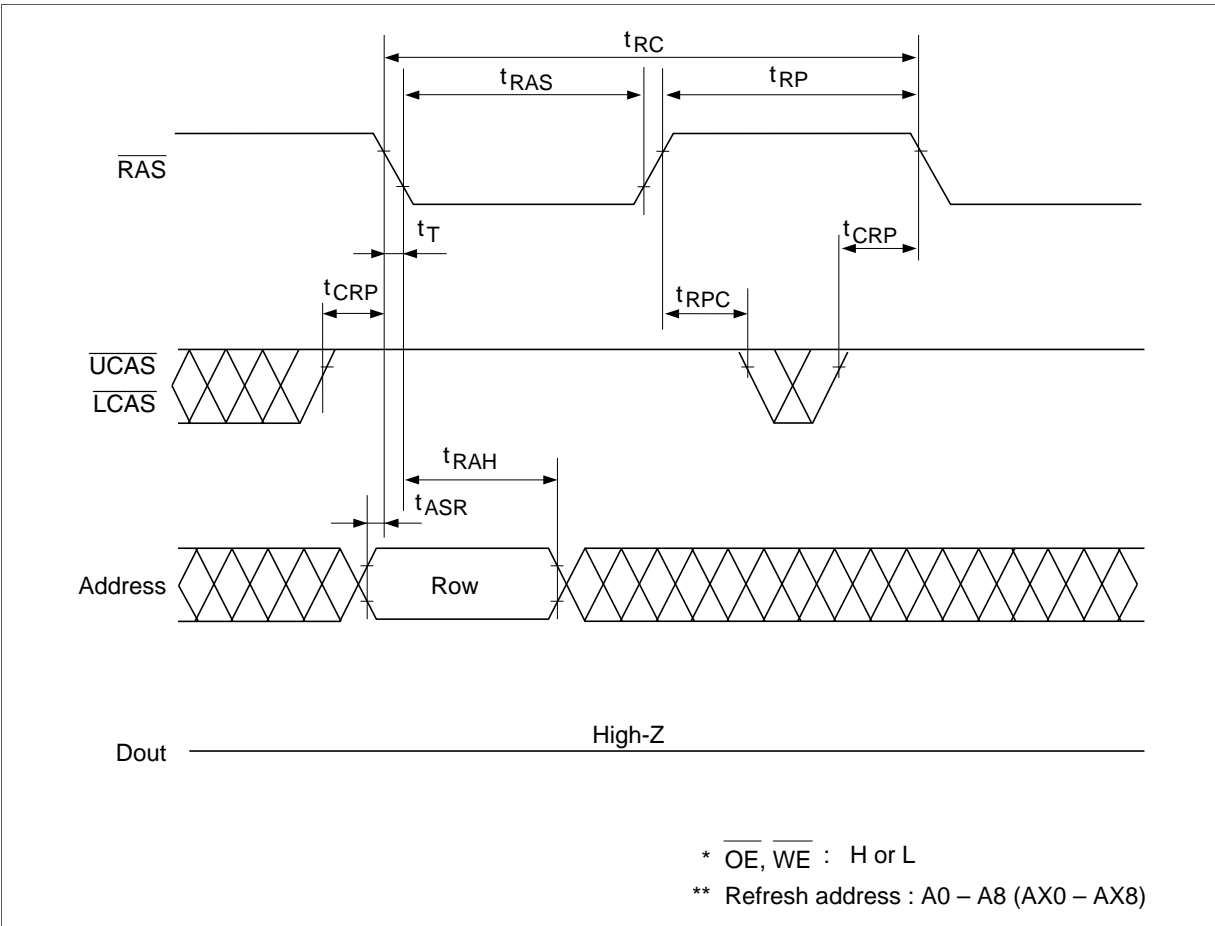 tRC
tRAS
tRP
RAS
tT
tCRP
tCRP
tRPC
UCAS
LCAS
tRAH
tASR
Address
Row
High-Z
Dout
* OE, WE : H or L
** Refresh address : A0 – A8 (AX0 – AX8)